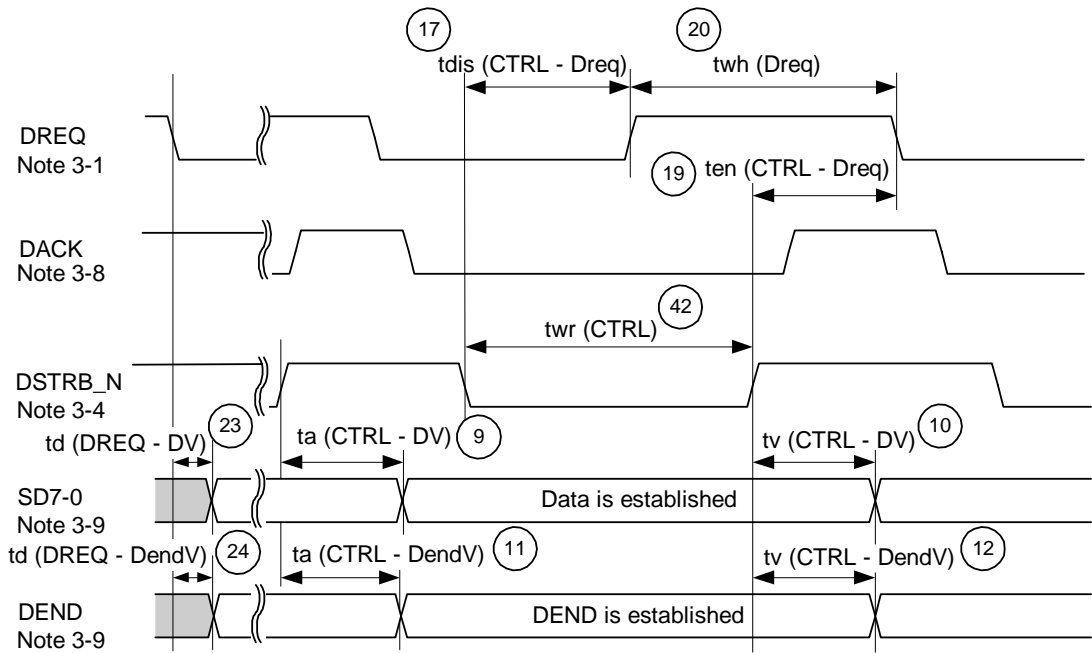 17
20
tdis (CTRL - Dreq)
twh (Dreq)
DREQ
Note 3-1
19
ten (CTRL - Dreq)
DACK
Note 3-8
42
twr (CTRL)
DSTRB_N
Note 3-4
23
td (DREQ - DV)
ta (CTRL - DV)
9
tv (CTRL - DV)
10
SD7-0
Note 3-9
Data is established
td (DREQ - DendV)
24
ta (CTRL - DendV)
11
tv (CTRL - DendV)
12
DEND
Note 3-9
DEND is established